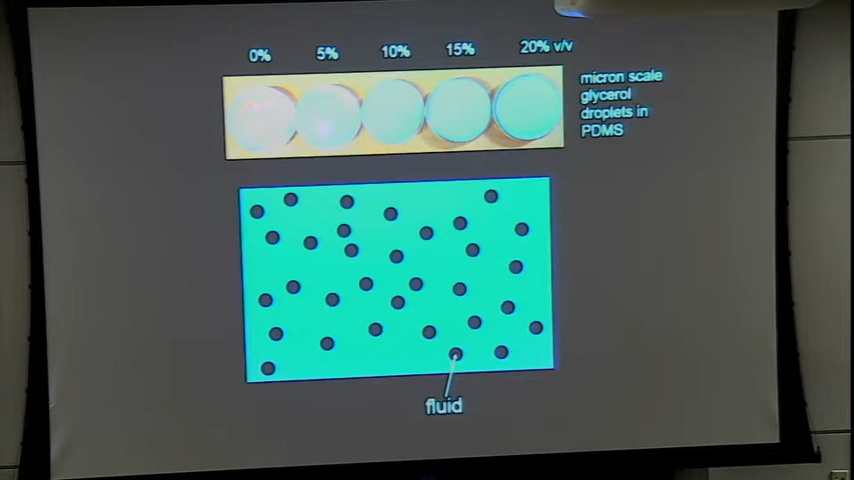 0% 5% 10% 15% 20% v/v
micron scale
glycerol
droplets in
PDMS
fluid